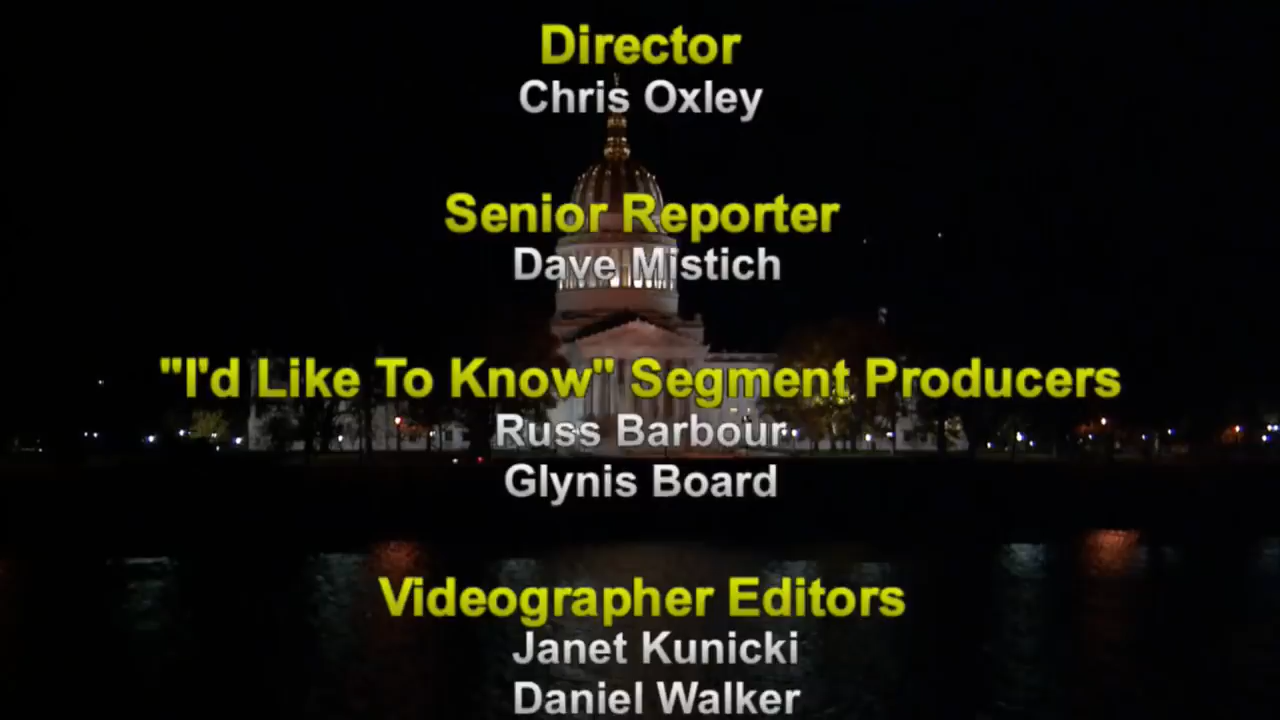 Director
Chris Oxley
Senior Reporter
Dave Mistich
"I'd Like To Know" Segment Producers
Russ Barbour
Glynis Board
Videographer Editors
Janet Kunicki
Daniel Walker